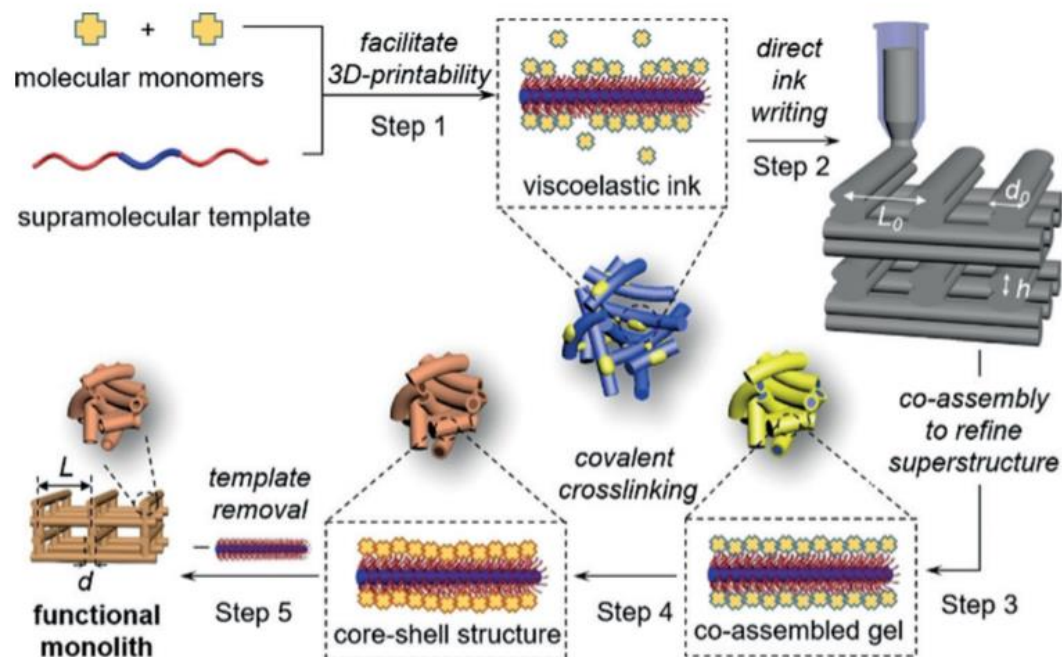 +
molecular monomers
supramolecular template
facilitate
3D-printability
Step 1
viscoelastic ink
direct
ink
writing
Step 2
L₀
d₀
h
co-assembly
to refine
superstructure
Step 3
co-assembled gel
covalent
crosslinking
Step 4
core-shell structure
template
removal
Step 5
L
d
functional
monolith